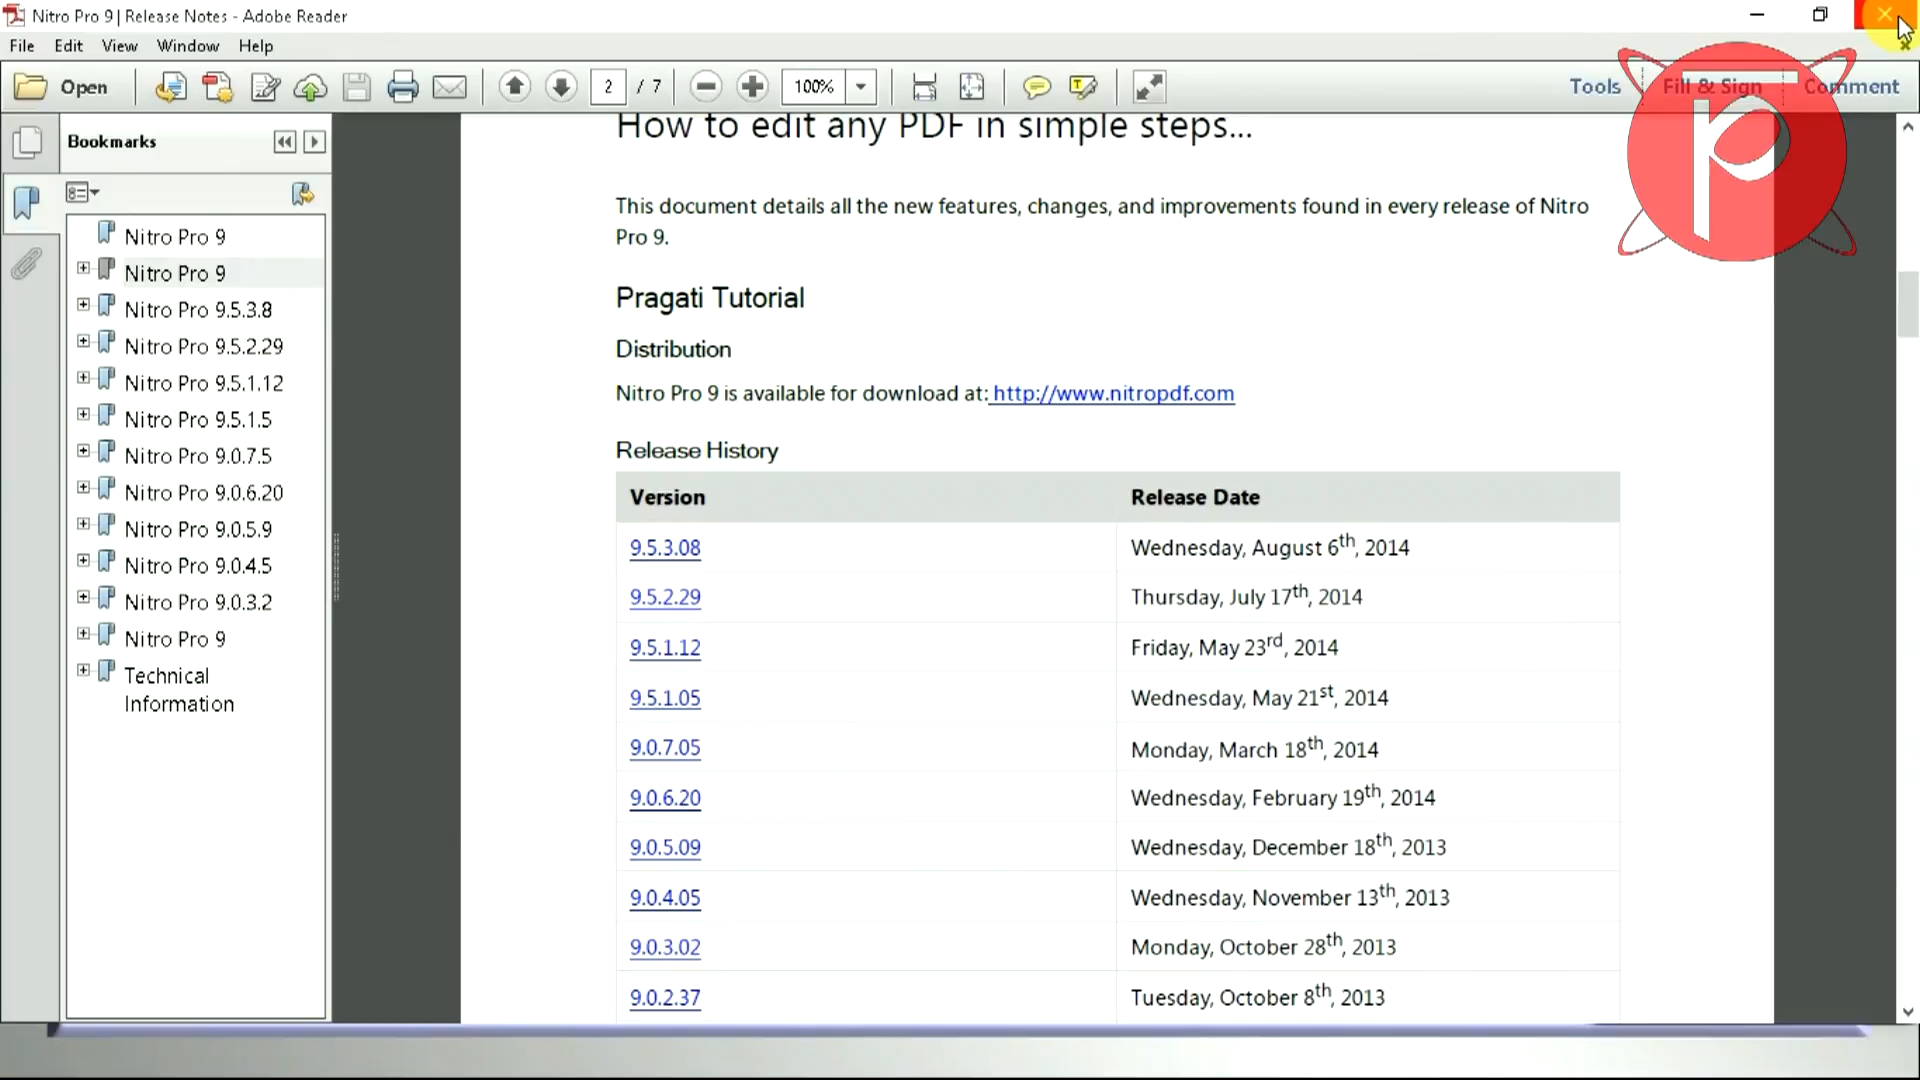 Nitro Pro 9 | Release Notes - Adobe Reader
File Edit View Window Help
Open 2 / 7 100% Tools Fill & Sign Comment
Bookmarks
Nitro Pro 9
Nitro Pro 9
Nitro Pro 9.5.3.8
Nitro Pro 9.5.2.29
Nitro Pro 9.5.1.12
Nitro Pro 9.5.1.5
Nitro Pro 9.0.7.5
Nitro Pro 9.0.6.20
Nitro Pro 9.0.5.9
Nitro Pro 9.0.4.5
Nitro Pro 9.0.3.2
Nitro Pro 9
Technical
Information
How to edit any PDF in simple steps...
This document details all the new features, changes, and improvements found in every release of Nitro
Pro 9.
Pragati Tutorial
Distribution
Nitro Pro 9 is available for download at: http://www.nitropdf.com
Release History
Version Release Date
9.5.3.08 Wednesday, August 6th, 2014
9.5.2.29 Thursday, July 17th, 2014
9.5.1.12 Friday, May 23rd, 2014
9.5.1.05 Wednesday, May 21st, 2014
9.0.7.05 Monday, March 18th, 2014
9.0.6.20 Wednesday, February 19th, 2014
9.0.5.09 Wednesday, December 18th, 2013
9.0.4.05 Wednesday, November 13th, 2013
9.0.3.02 Monday, October 28th, 2013
9.0.2.37 Tuesday, October 8th, 2013